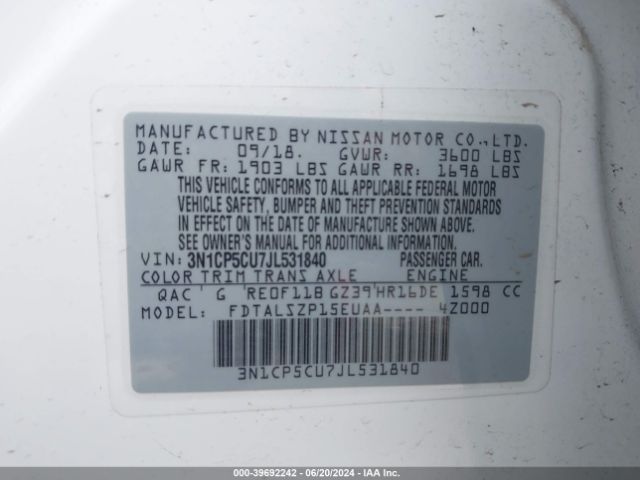 MANUFACTURED BY NISSAN MOTOR CO., LTD.
DATE: 09/18. GVWR: 3600 LBS
GAWR FR: 1903 LBS GAWR RR: 1698 LBS
THIS VEHICLE CONFORMS TO ALL APPLICABLE FEDERAL MOTOR
VEHICLE SAFETY, BUMPER AND THEFT PREVENTION STANDARDS
IN EFFECT ON THE DATE OF MANUFACTURE SHOWN ABOVE.
SEE OWNER'S MANUAL FOR ADDITIONAL INFORMATION.
VIN: 3N1CP5CU7JL531840 PASSENGER CAR.
COLOR TRIM TRANS AXLE ENGINE
QAC ' G 'RE0F11B GZ39'HR16DE 1598 CC
MODEL: FDTALSZP15EUAA---- 4Z000
3N1CP5CU7JL531840
000-39692242 - 06/20/2024 - IAA Inc.